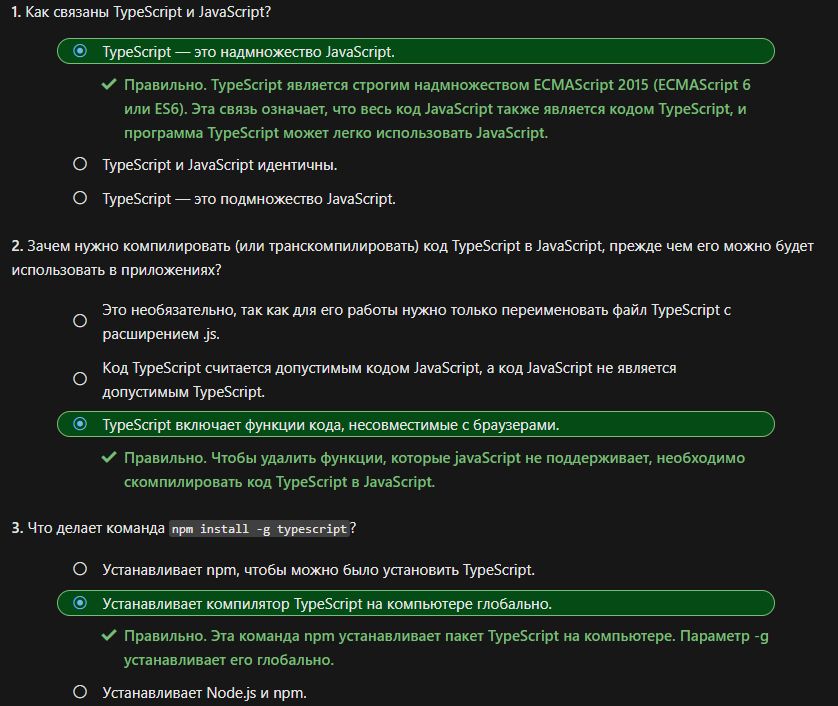 1. Как связаны TypeScript и JavaScript?
TypeScript — это надмножество JavaScript.
Правильно. TypeScript является строгим надмножеством ECMAScript 2015 (ECMAScript 6
или ES6). Эта связь означает, что весь код JavaScript также является кодом TypeScript, и
программа TypeScript может легко использовать JavaScript.
TypeScript и JavaScript идентичны.
TypeScript — это подмножество JavaScript.
2. Зачем нужно компилировать (или транскомпилировать) код TypeScript в JavaScript, прежде чем его можно будет
использовать в приложениях?
Это необязательно, так как для его работы нужно только переименовать файл TypeScript с
расширением .js.
Код TypeScript считается допустимым кодом JavaScript, а код JavaScript не является
допустимым TypeScript.
TypeScript включает функции кода, несовместимые с браузерами.
Правильно. Чтобы удалить функции, которые javaScript не поддерживает, необходимо
скомпилировать код TypeScript в JavaScript.
3. Что делает команда npm install -g typescript?
Устанавливает npm, чтобы можно было установить TypeScript.
Устанавливает компилятор TypeScript на компьютере глобально.
Правильно. Эта команда npm устанавливает пакет TypeScript на компьютере. Параметр -g
устанавливает его глобально.
Устанавливает Node.js и npm.